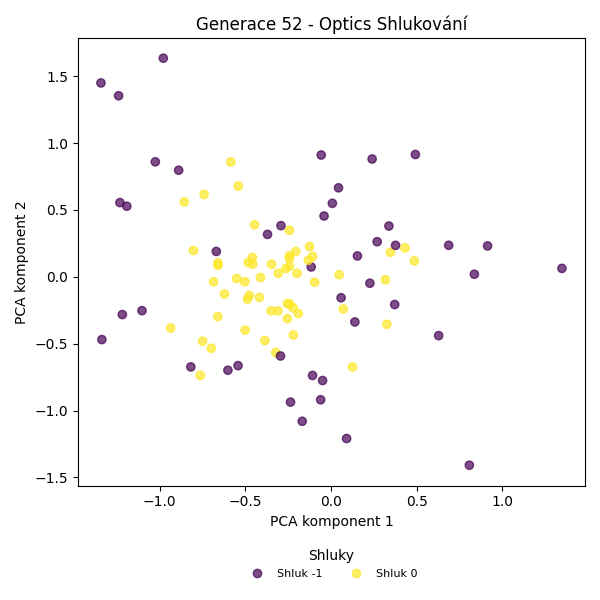 Generace 52 - Optics Shlukování
PCA komponent 2
1.5
1.0
0.5
0.0
−0.5
−1.0
−1.5
−1.0 −0.5 0.0 0.5 1.0
PCA komponent 1
Shluky
Shluk -1 Shluk 0